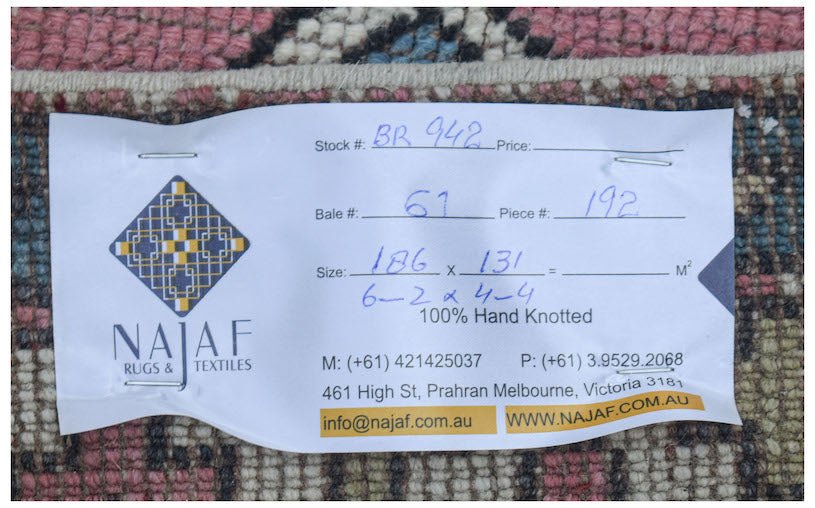 NAJAF
RUGS & TEXTILES
Stock #: BR 942 Price:
Bale #: 61 Piece #: 192
Size: 186 x 131 = M²
6-2 x 4-4
100% Hand Knotted
M: (+61) 421425037 P: (+61) 3.9529.2068
461 High St, Prahran Melbourne, Victoria 3181
info@najaf.com.au WWW.NAJAF.COM.AU